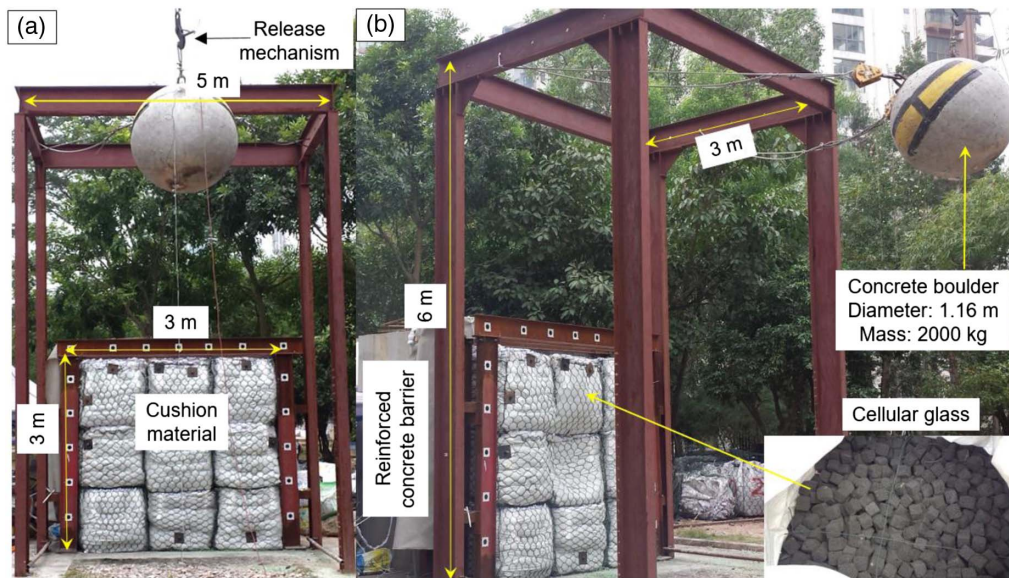 (a)
Release
mechanism
5 m
3 m
3 m
Cushion
material
(b)
3 m
6 m
Reinforced
concrete barrier
Concrete boulder
Diameter: 1.16 m
Mass: 2000 kg
Cellular glass